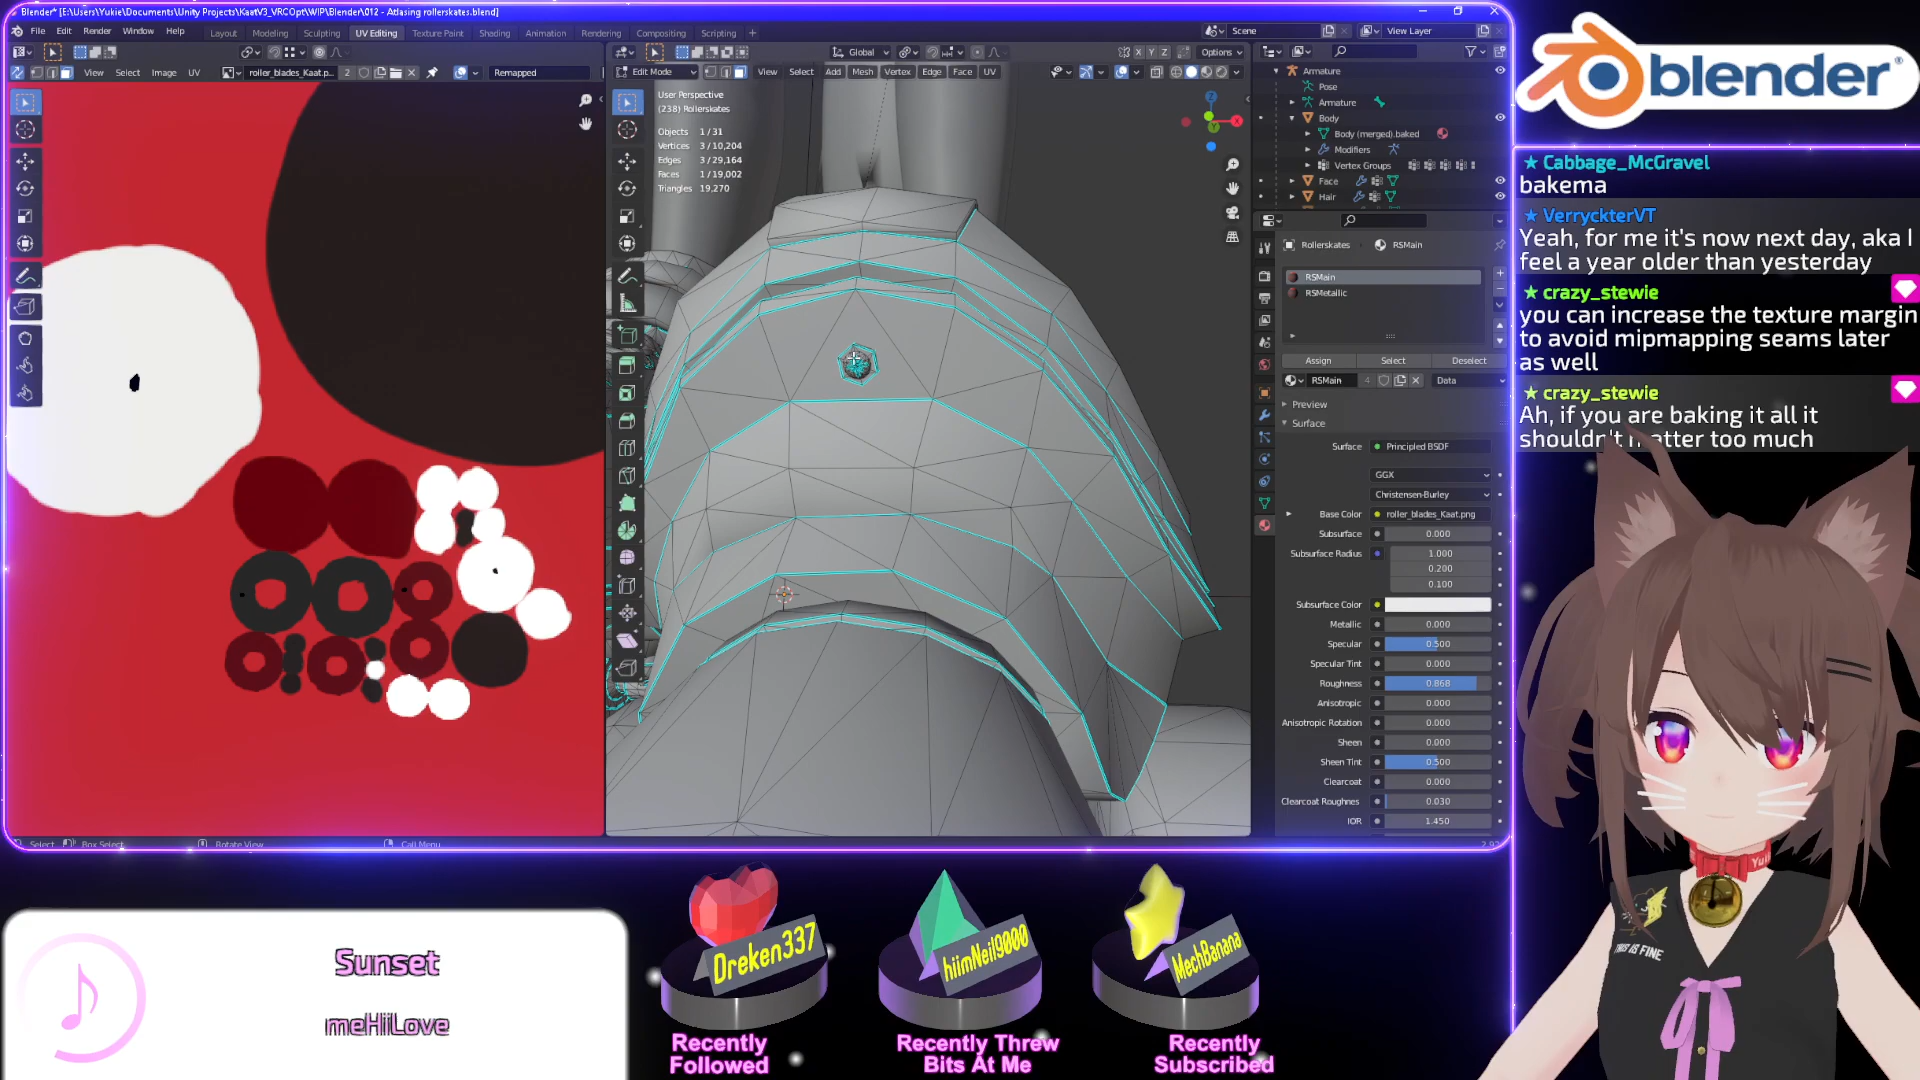 Blender* [E:\Users\Yukie\Documents\Unity Projects\KaatV3_VRCOpt\WIP\Blender\012 - Atlasing rollerskates.blend]
File Edit Render Window Help
Layout Modeling Sculpting UV Editing Texture Paint Shading Animation Rendering Compositing Scripting +
Scene View Layer
Global Options
View Select Image UV roller_blades_Kaat.p... 2 Remapped
Edit Mode View Select Add Mesh Vertex Edge Face UV
User Perspective
(238) Rollerskates
Objects 1 / 31
Vertices 3 / 10,204
Edges 3 / 29,164
Faces 1 / 19,002
Triangles 19,270
Armature
Pose
Armature
Body
Body (merged).baked
Modifiers
Vertex Groups
Face
Hair
Rollerskates RSMain
RSMain
RSMetallic
Assign Select Deselect
RSMain 4 Data
Preview
Surface
Surface Principled BSDF
GGX
Christensen-Burley
Base Color roller_blades_Kaat.png
Subsurface 0.000
Subsurface Radius 1.000
0.200
0.100
Subsurface Color
Metallic 0.000
Specular 0.500
Specular Tint 0.000
Roughness 0.868
Anisotropic 0.000
Anisotropic Rotation 0.000
Sheen 0.000
Sheen Tint 0.500
Clearcoat 0.000
Clearcoat Roughnes 0.030
IOR 1.450
Select Box Select Rotate View Call Menu
blender
Cabbage_McGravel
bakema
VerryckterVT
Yeah, for me it's now next day, aka I
feel a year older than yesterday
crazy_stewie
you can increase the texture margin
to avoid mipmapping seams later
as well
crazy_stewie
Ah, if you are baking it all it
shouldn't matter too much
THIS IS FINE
Sunset
meHiiLove
Dreken337
hiimNeil9000
MechBanana
Recently
Followed
Recently Threw
Bits At Me
Recently
Subscribed